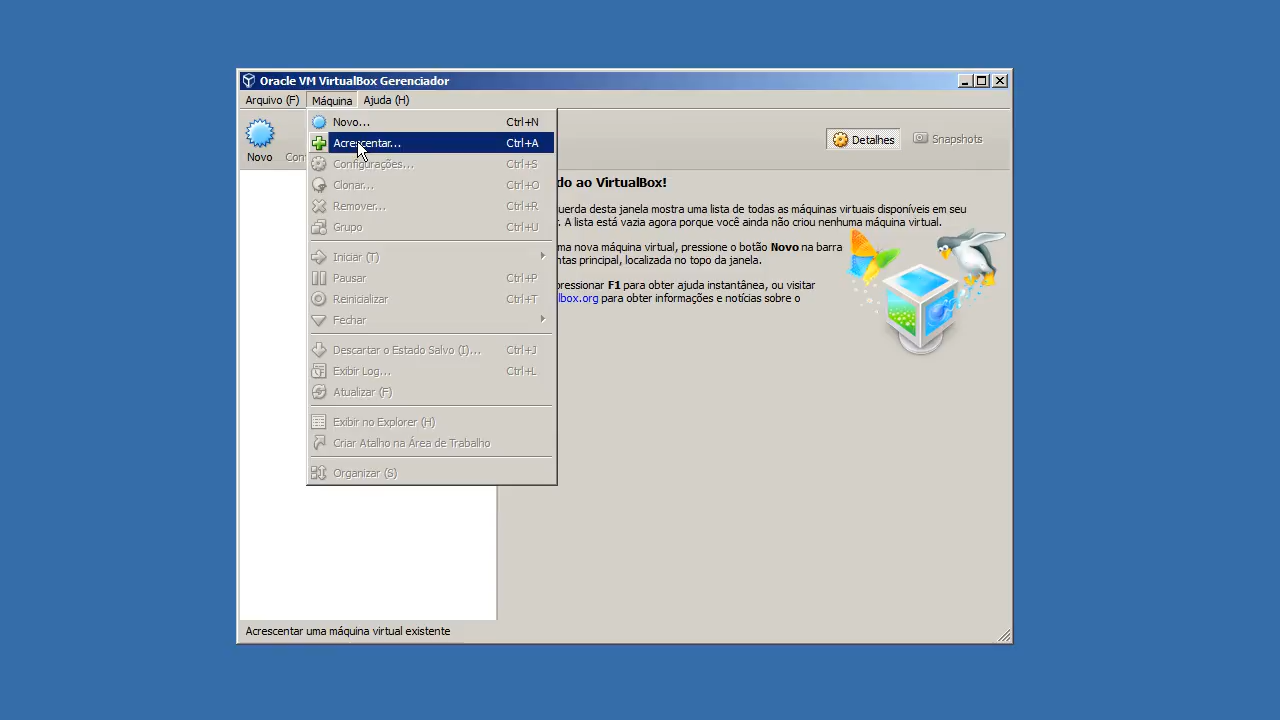 Oracle VM VirtualBox Gerenciador
Arquivo (F) Máquina Ajuda (H)
Novo... Ctrl+N
Acrescentar... Ctrl+A
Configurações... Ctrl+S
Clonar... Ctrl+O
Remover... Ctrl+R
Grupo Ctrl+U
Iniciar (T)
Pausar Ctrl+P
Reinicializar Ctrl+T
Fechar
Descartar o Estado Salvo (I)... Ctrl+J
Exibir Log... Ctrl+L
Atualizar (F)
Exibir no Explorer (H)
Criar Atalho na Área de Trabalho
Organizar (S)
Novo Con
Detalhes Snapshots
do ao VirtualBox!
uerda desta janela mostra uma lista de todas as máquinas virtuais disponíveis em seu
r. A lista está vazia agora porque você ainda não criou nenhuma máquina virtual.
ma nova máquina virtual, pressione o botão Novo na barra
ntas principal, localizada no topo da janela.
ressionar F1 para obter ajuda instantânea, ou visitar
lbox.org para obter informações e notícias sobre o
Acrescentar uma máquina virtual existente